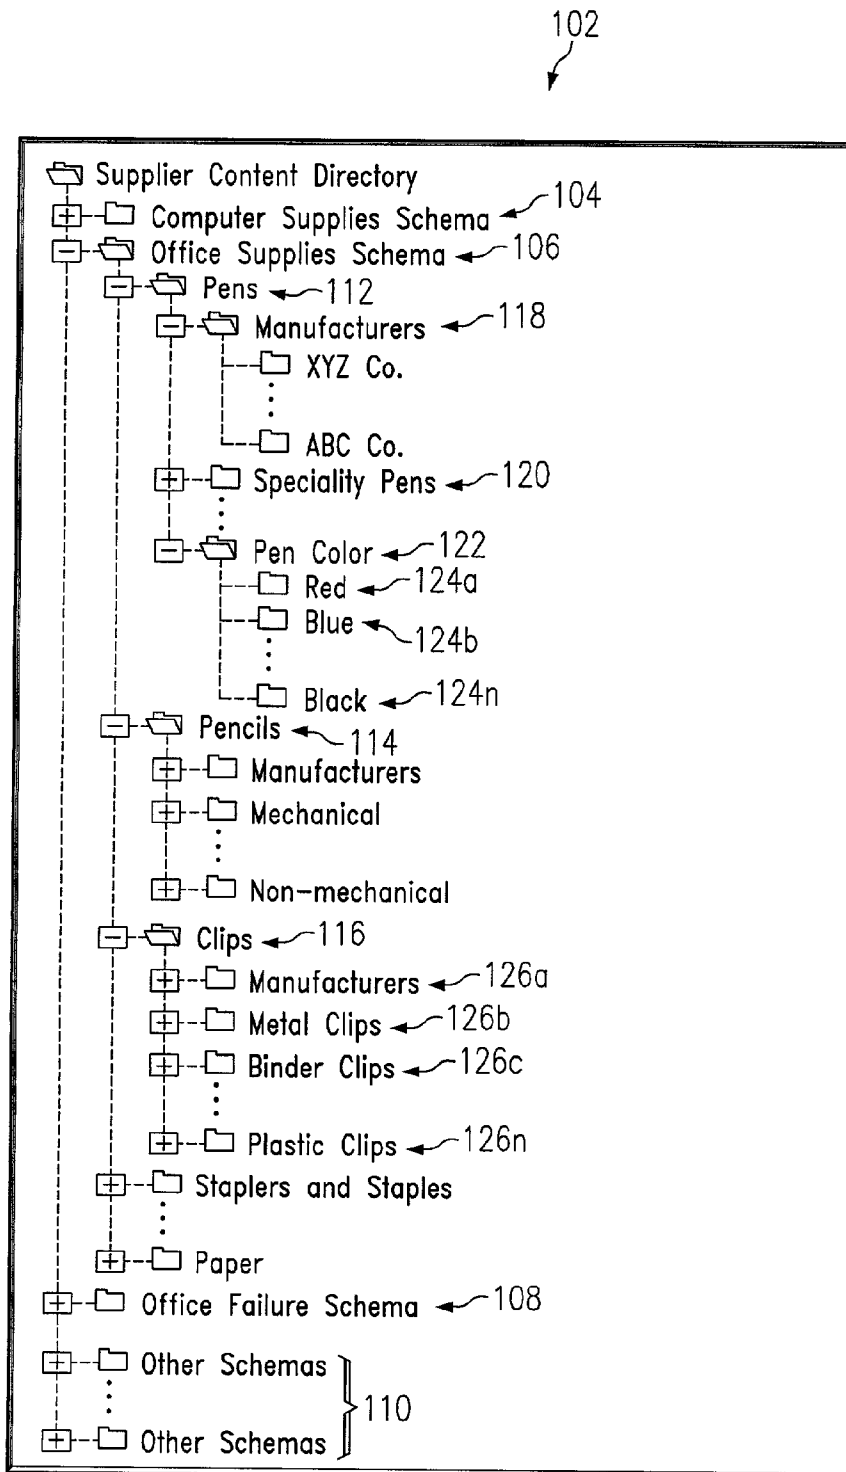 102
Supplier Content Directory
Computer Supplies Schema 104
Office Supplies Schema 106
Pens 112
Manufacturers 118
XYZ Co.
ABC Co.
Speciality Pens 120
Pen Color 122
Red 124a
Blue 124b
Black 124n
Pencils 114
Manufacturers
Mechanical
Non-mechanical
Clips 116
Manufacturers 126a
Metal Clips 126b
Binder Clips 126c
Plastic Clips 126n
Staplers and Staples
Paper
Office Failure Schema 108
Other Schemas
110
Other Schemas